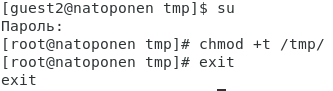 [guest2@natoponen tmp]$ su
Пароль:
[root@natoponen tmp]# chmod +t /tmp/
[root@natoponen tmp]# exit
exit